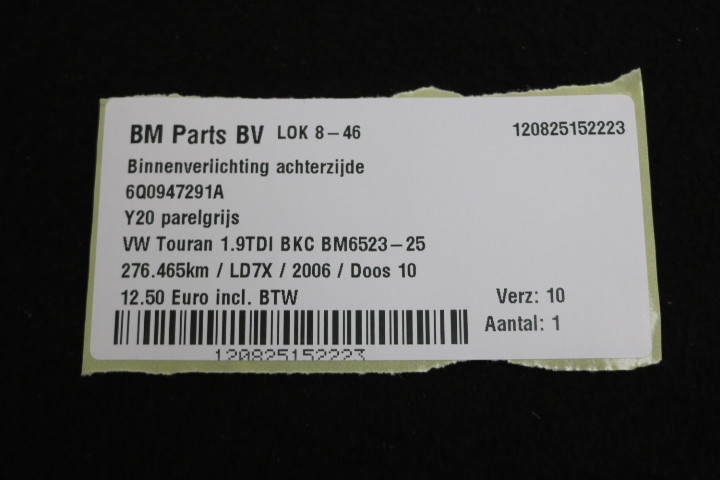 BM Parts BV LOK 8-46 120825152223
Binnenverlichting achterzijde
6Q0947291A
Y20 parelgrijs
VW Touran 1.9TDI BKC BM6523-25
276.465km / LD7X / 2006 / Doos 10
12.50 Euro incl. BTW Verz: 10
Aantal: 1
120825152223